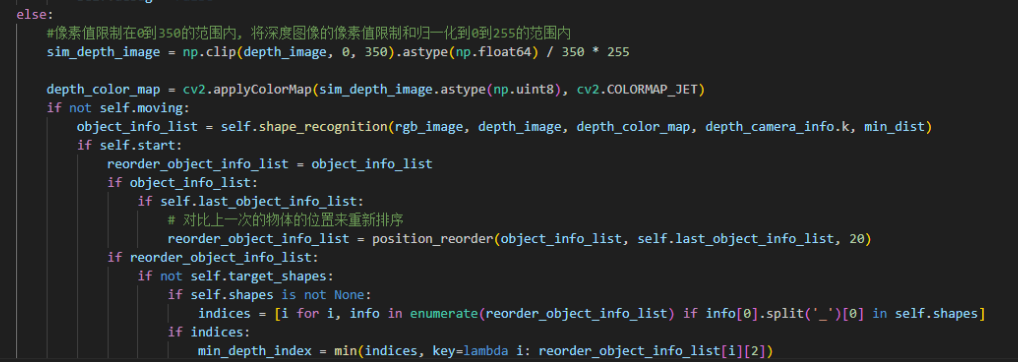 else:
#像素值限制在0到350的范围内, 将深度图像的像素值限制和归一化到0到255的范围内
sim_depth_image = np.clip(depth_image, 0, 350).astype(np.float64) / 350 * 255
depth_color_map = cv2.applyColorMap(sim_depth_image.astype(np.uint8), cv2.COLORMAP_JET)
if not self.moving:
object_info_list = self.shape_recognition(rgb_image, depth_image, depth_color_map, depth_camera_info.k, min_dist)
if self.start:
reorder_object_info_list = object_info_list
if object_info_list:
if self.last_object_info_list:
# 对比上一次的物体的位置来重新排序
reorder_object_info_list = position_reorder(object_info_list, self.last_object_info_list, 20)
if reorder_object_info_list:
if not self.target_shapes:
if self.shapes is not None:
indices = [i for i, info in enumerate(reorder_object_info_list) if info[0].split('_')[0] in self.shapes]
if indices:
min_depth_index = min(indices, key=lambda i: reorder_object_info_list[i][2])